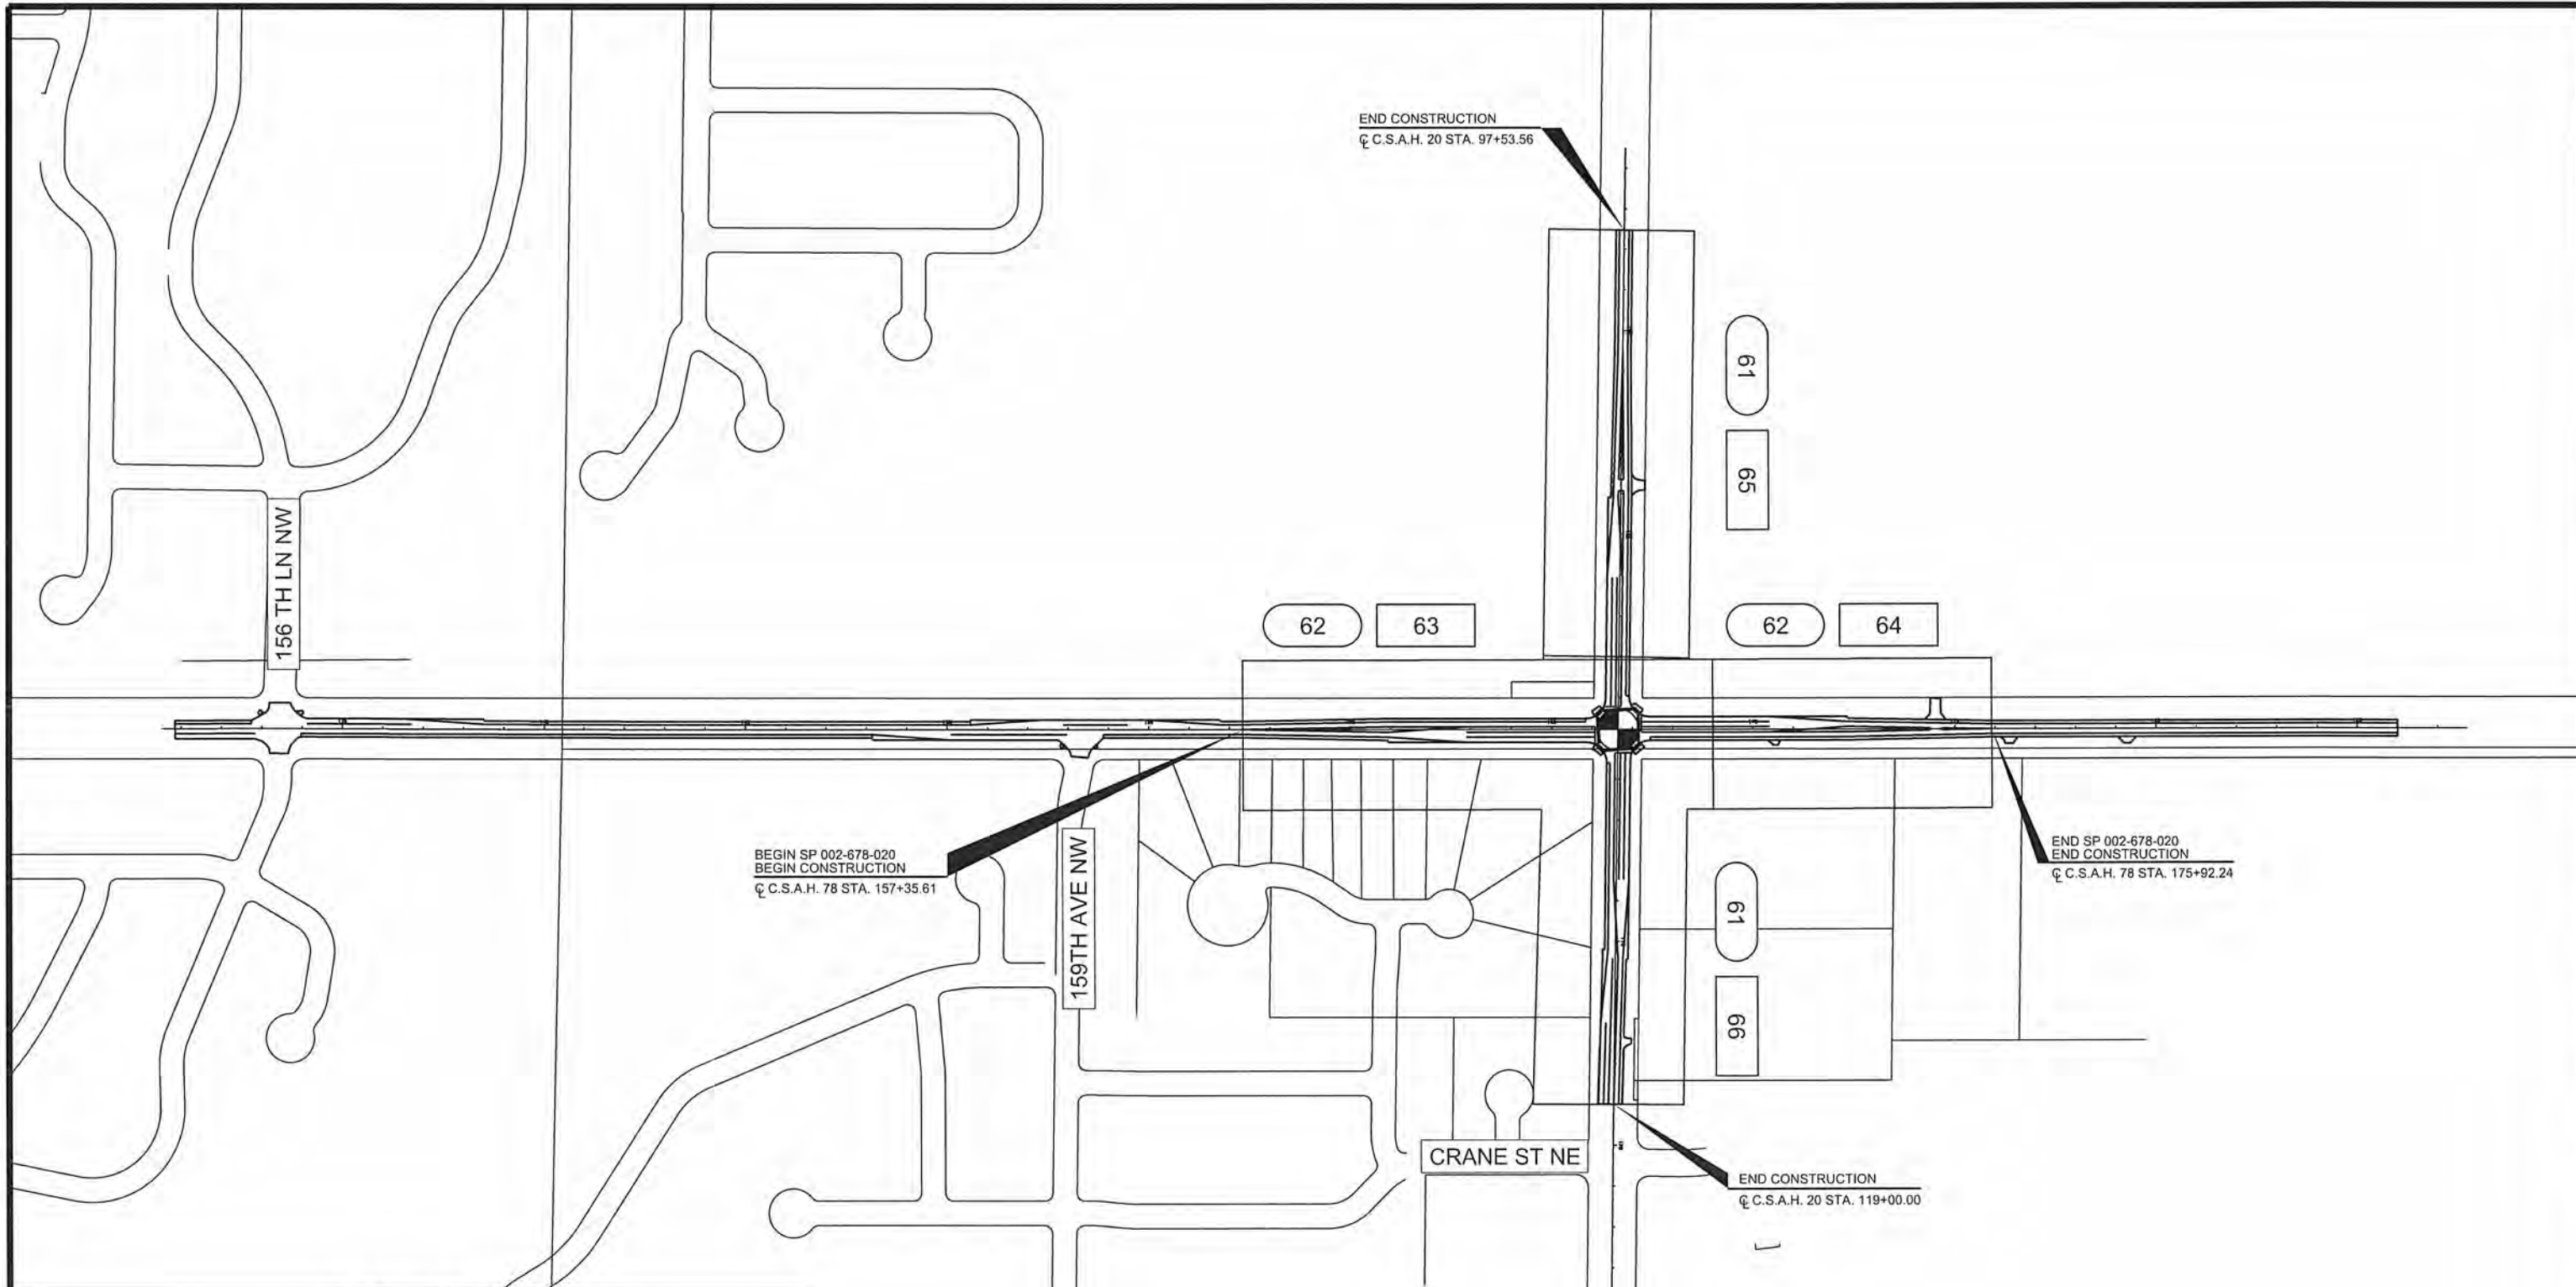 END CONSTRUCTION
℄ C.S.A.H. 20 STA. 97+53.56
61
65
156 TH LN NW
62
63
62
64
BEGIN SP 002-678-020
BEGIN CONSTRUCTION
℄ C.S.A.H. 78 STA. 157+35.61
159TH AVE NW
END SP 002-678-020
END CONSTRUCTION
℄ C.S.A.H. 78 STA. 175+92.24
61
66
CRANE ST NE
END CONSTRUCTION
℄ C.S.A.H. 20 STA. 119+00.00